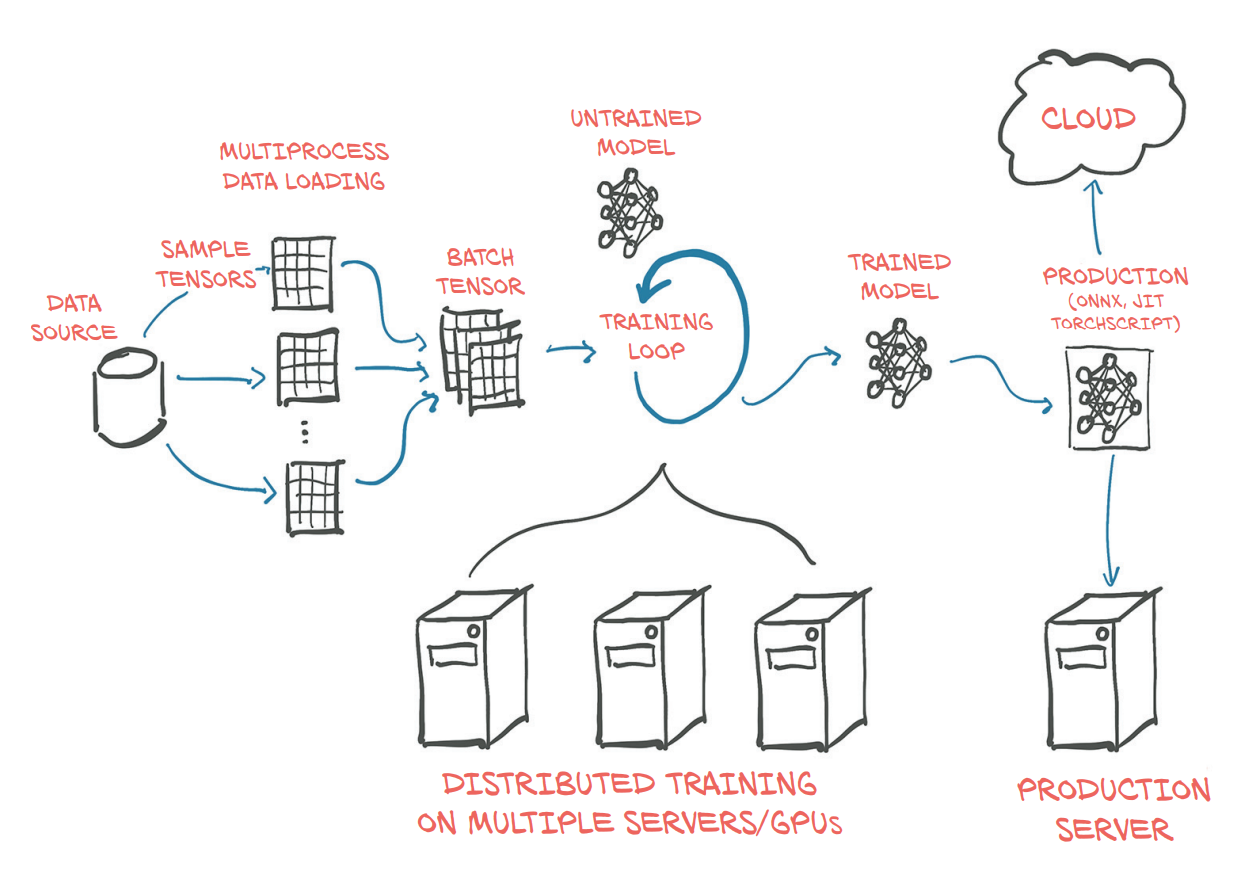 CLOUD
UNTRAINED
MODEL
MULTIPROCESS
DATA LOADING
SAMPLE
TENSORS
BATCH
TENSOR
DATA
SOURCE
TRAINING
LOOP
TRAINED
MODEL
PRODUCTION
(ONNX, JIT
TORCHSCRIPT)
DISTRIBUTED TRAINING
ON MULTIPLE SERVERS/GPUs
PRODUCTION
SERVER